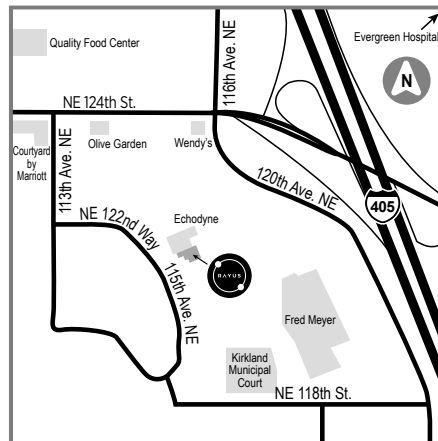 Evergreen Hospital
Quality Food Center
116th Ave. NE
N
NE 124th St.
Courtyard
by
Marriott
113th Ave. NE
Olive Garden
Wendy's
120th Ave. NE
405
NE 122nd Way
Echodyne
115th Ave. NE
RAYUS
Fred Meyer
Kirkland
Municipal
Court
NE 118th St.